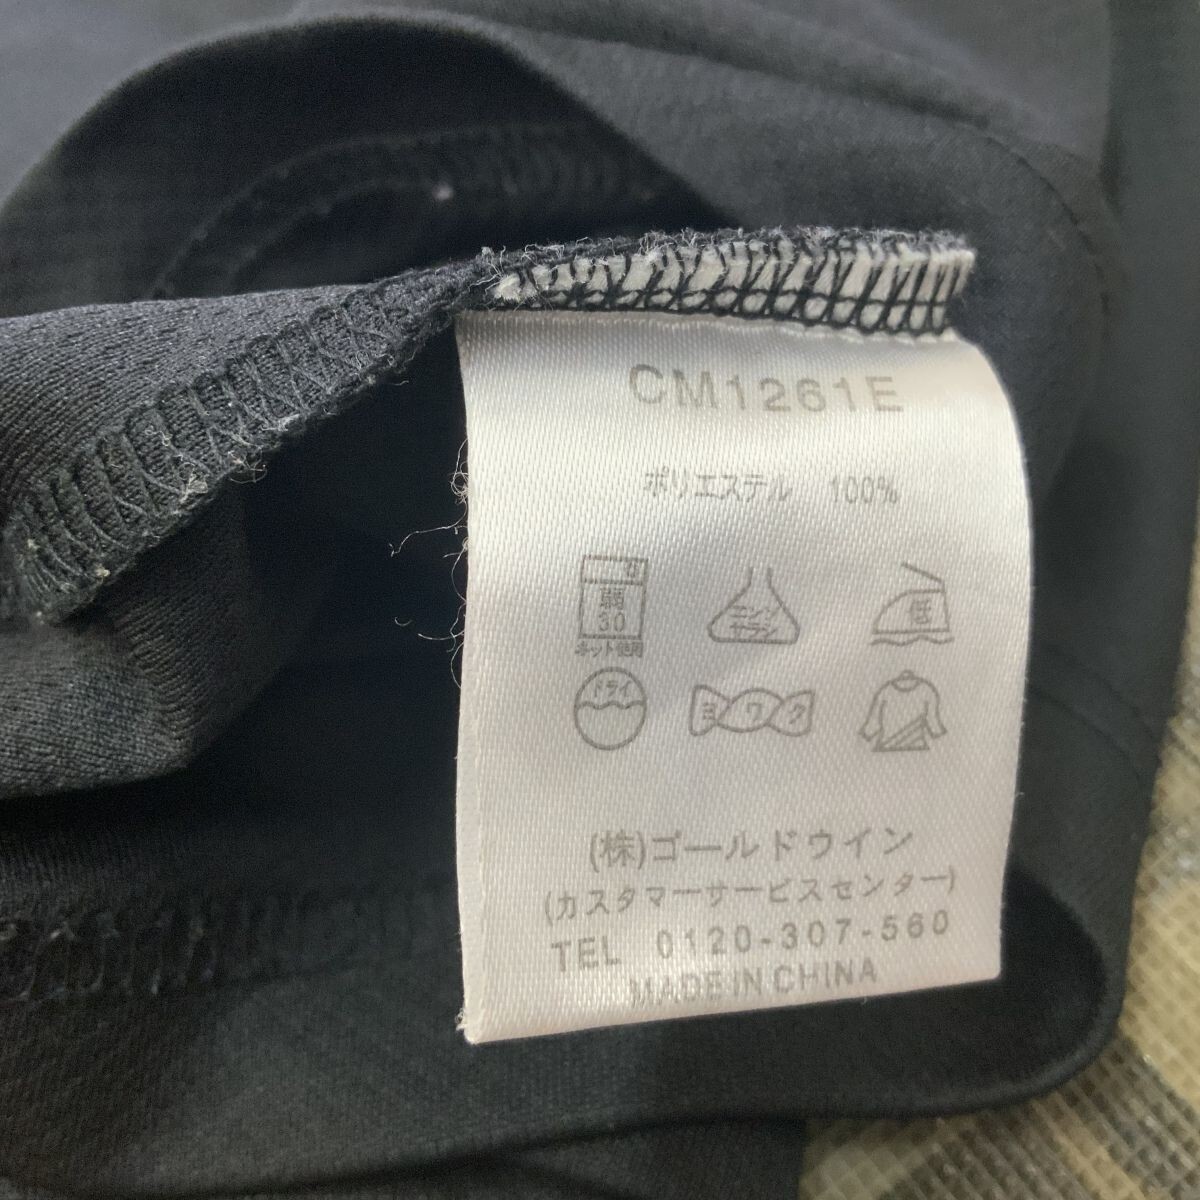 CM1261E
ポリエステル 100%
弱
30
ネット使用
エンソ
サラシ
低
ドライ
ヨワク
(株)ゴールドウイン
(カスタマーサービスセンター)
TEL 0120-307-560
MADE IN CHINA